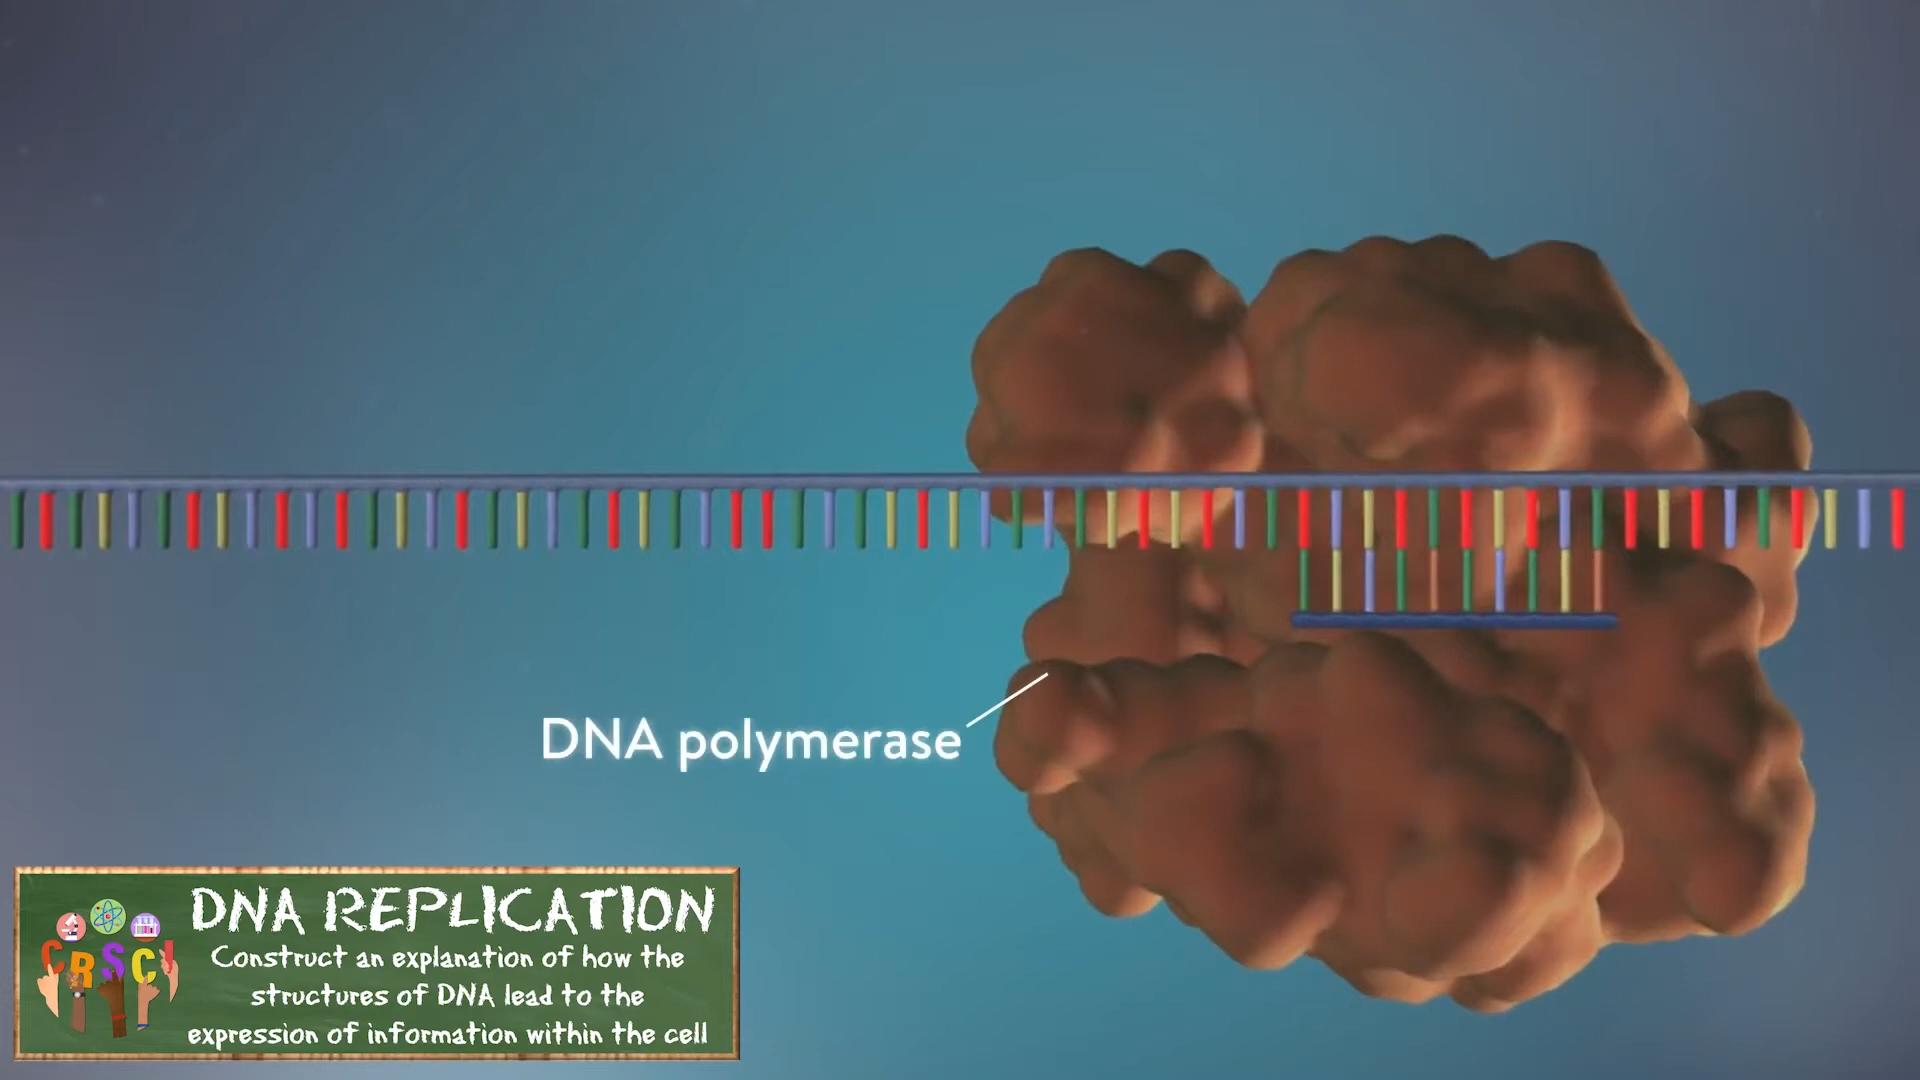 DNA polymerase
DNA REPLICATION
CRSCI
Construct an explanation of how the
structures of DNA lead to the
expression of information within the cell